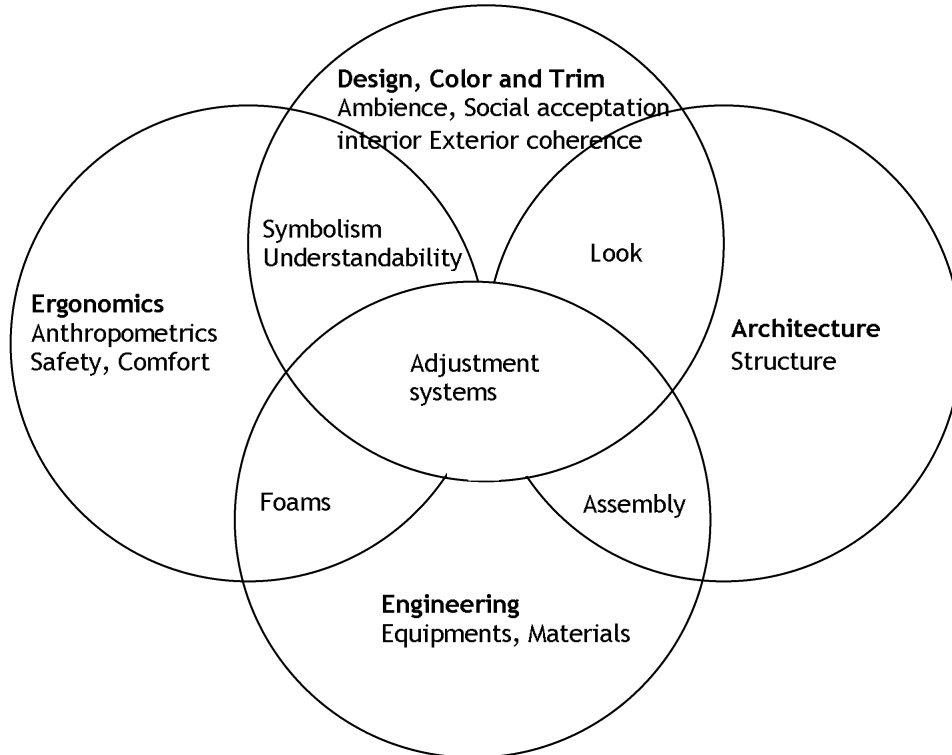 Design, Color and Trim
Ambience, Social acceptation
interior Exterior coherence
Symbolism
Understandability
Look
Ergonomics
Anthropometrics
Safety, Comfort
Architecture
Structure
Adjustment
systems
Foams
Assembly
Engineering
Equipments, Materials